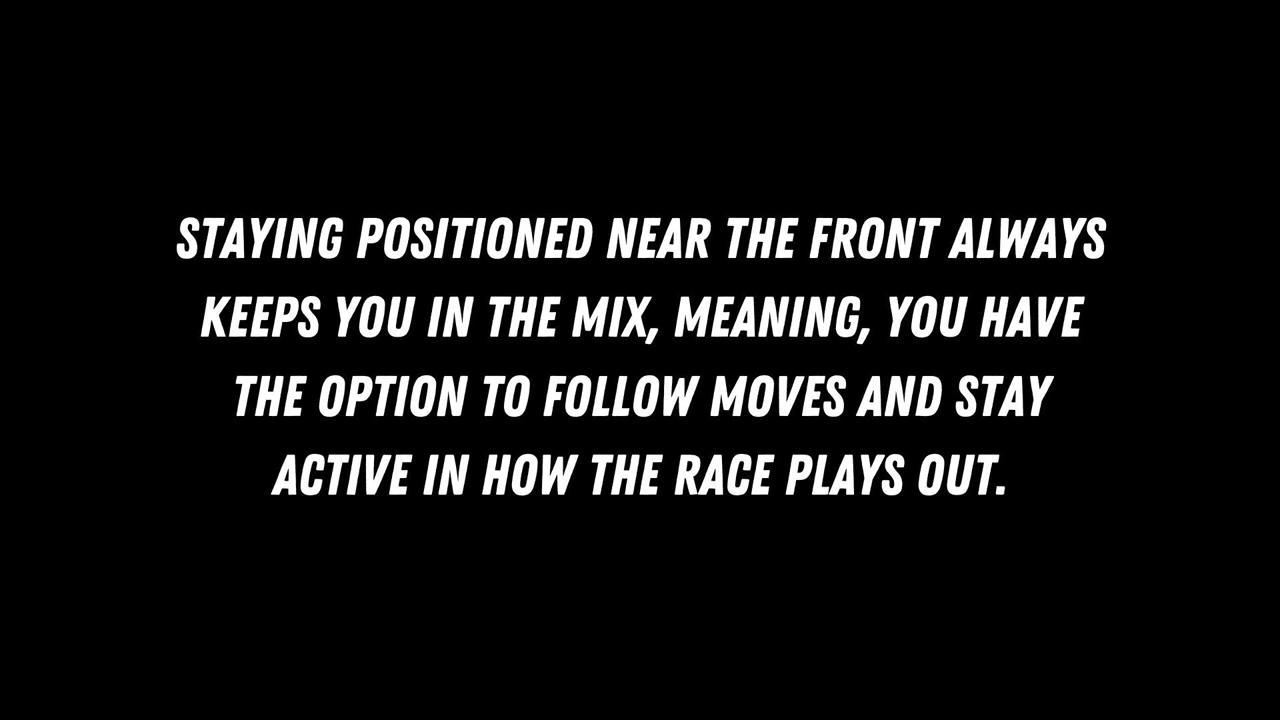 STAYING POSITIONED NEAR THE FRONT ALWAYS
KEEPS YOU IN THE MIX, MEANING, YOU HAVE
THE OPTION TO FOLLOW MOVES AND STAY
ACTIVE IN HOW THE RACE PLAYS OUT.